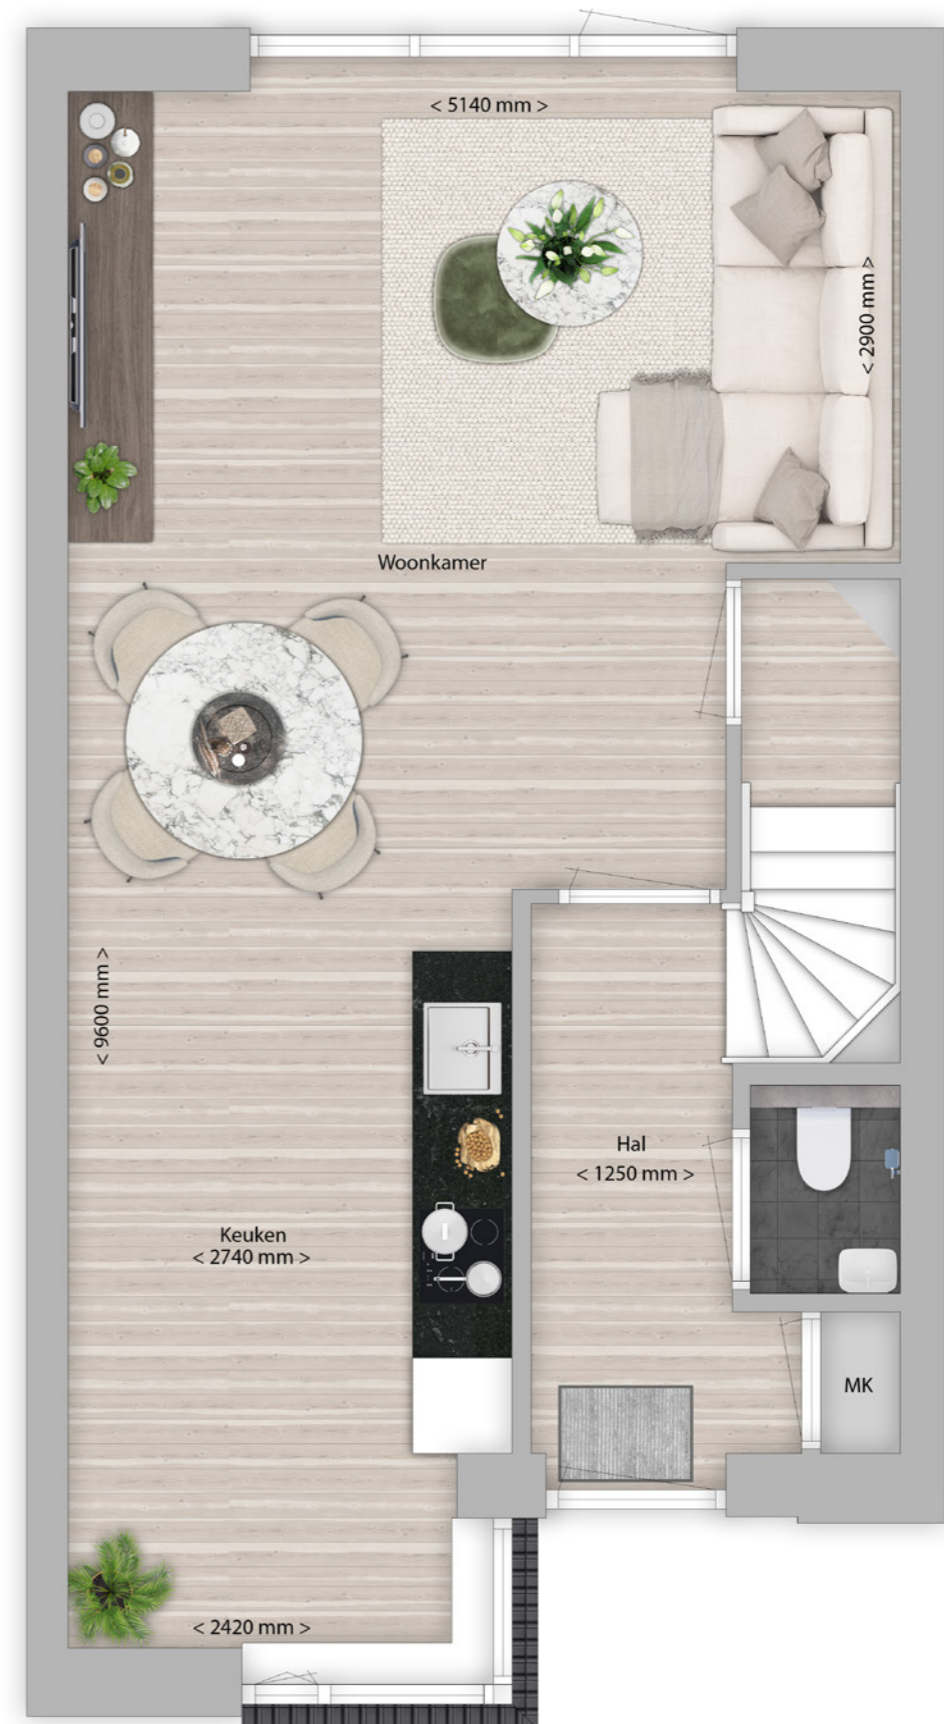 < 5140 mm >
< 2900 mm >
Woonkamer
< 9600 mm >
Hal
< 1250 mm >
Keuken
< 2740 mm >
MK
< 2420 mm >